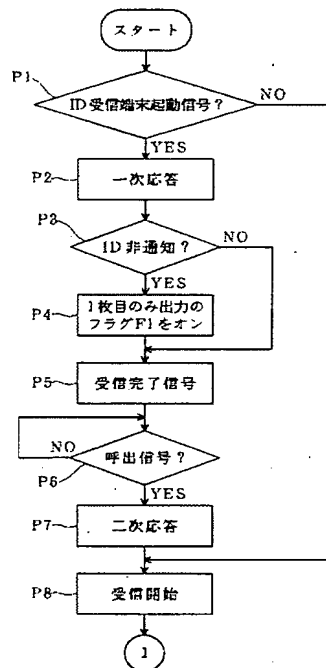 スタート
P1
ID受信端末起動信号?
NO
YES
P2
一次応答
P3
ID非通知?
NO
YES
P4
1枚目のみ出力の
フラグF1をオン
P5
受信完了信号
NO
呼出信号?
P6
YES
P7
二次応答
P8
受信開始
1